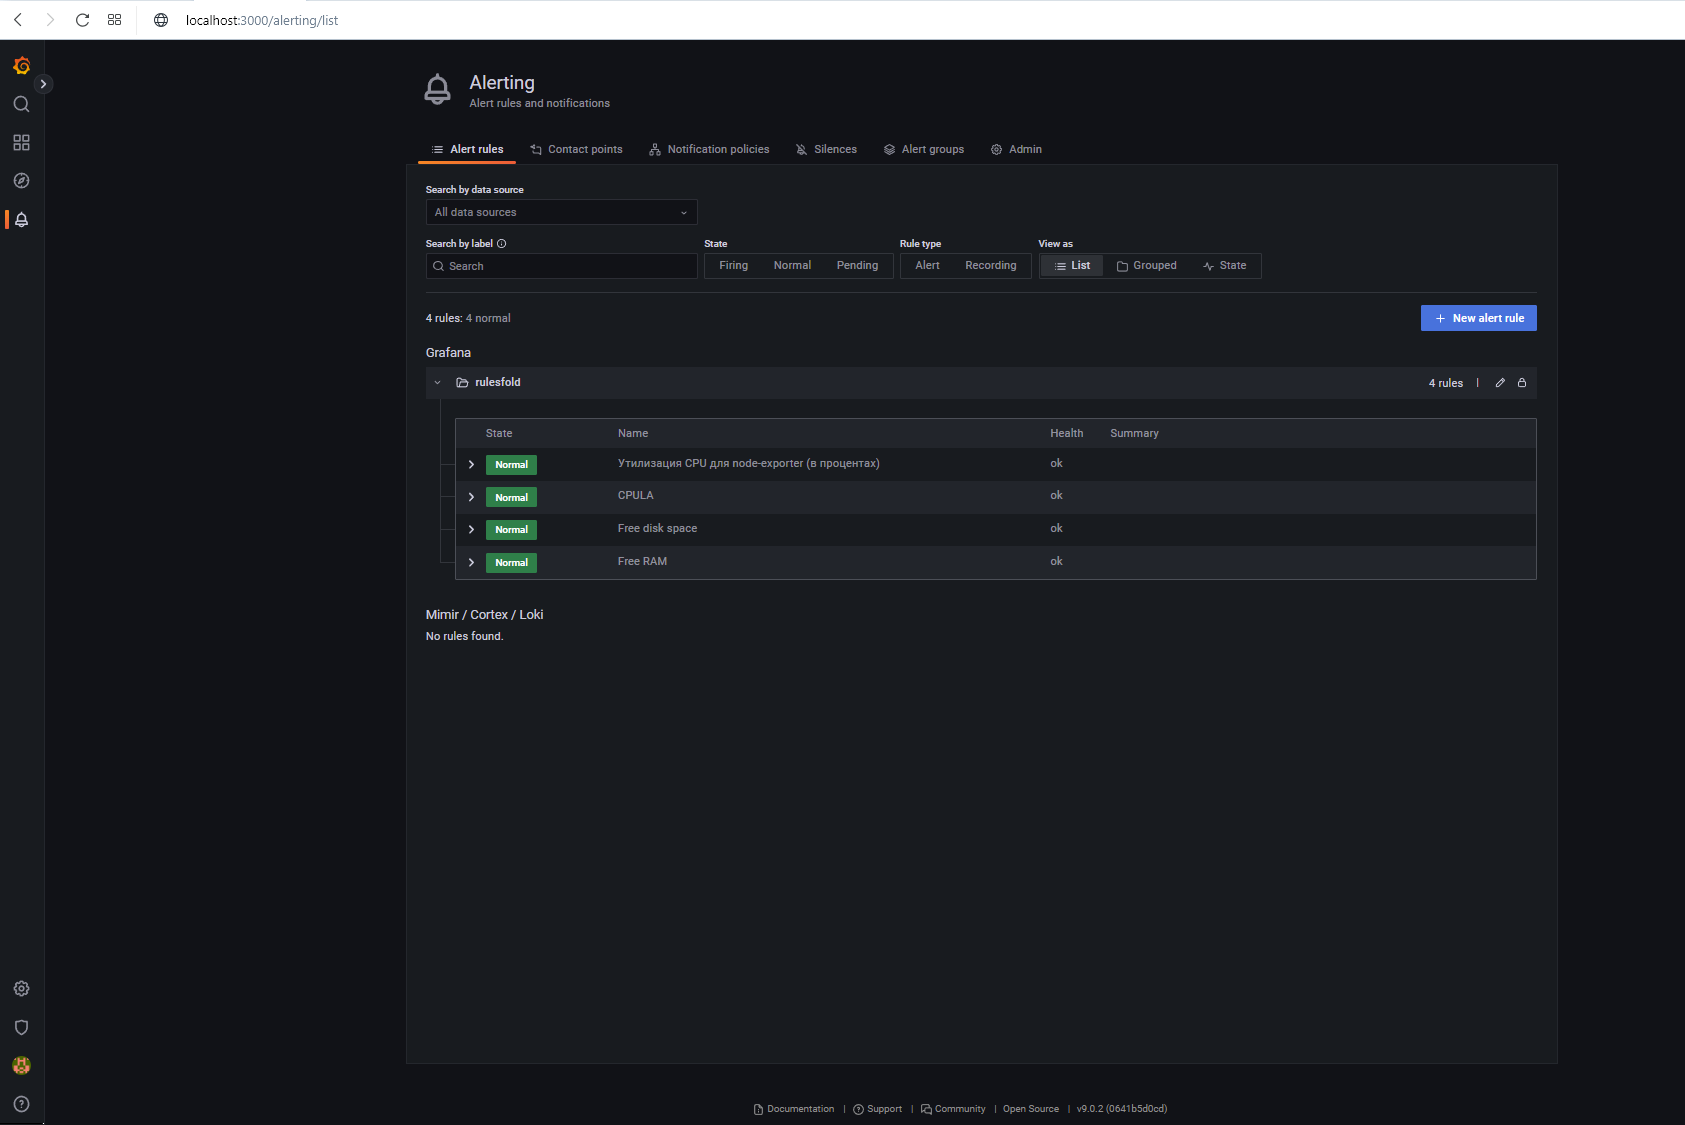 localhost:3000/alerting/list
Alerting
Alert rules and notifications
Alert rules Contact points Notification policies Silences Alert groups Admin
Search by data source
All data sources
Search by label State Rule type View as
Search Firing Normal Pending Alert Recording List Grouped State
4 rules: 4 normal New alert rule
Grafana
rulesfold 4 rules
State Name Health Summary
Normal Утилизация CPU для node-exporter (в процентах) ok
Normal CPULA ok
Normal Free disk space ok
Normal Free RAM ok
Mimir / Cortex / Loki
No rules found.
Documentation | Support | Community | Open Source | v9.0.2 (0641b5d0cd)